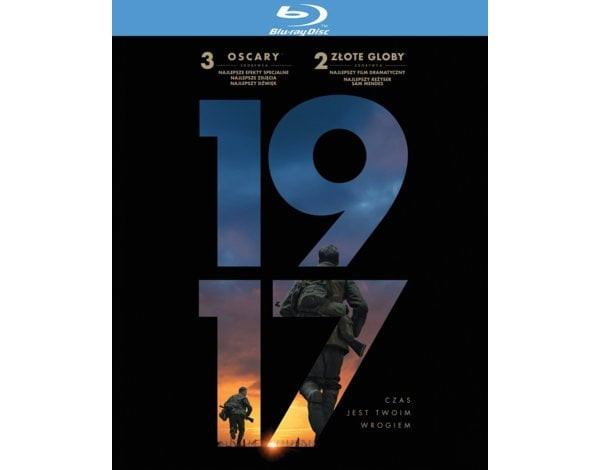 Blu-ray Disc
3 OSCARY
ZDOBYWCA
NAJLEPSZE EFEKTY SPECJALNE
NAJLEPSZE ZDJĘCIA
NAJLEPSZY DŹWIĘK
2 ZŁOTE GLOBY
ZDOBYWCA
NAJLEPSZY FILM DRAMATYCZNY
NAJLEPSZY REŻYSER
SAM MENDES
19
17
CZAS
JEST TWOIM
WROGIEM